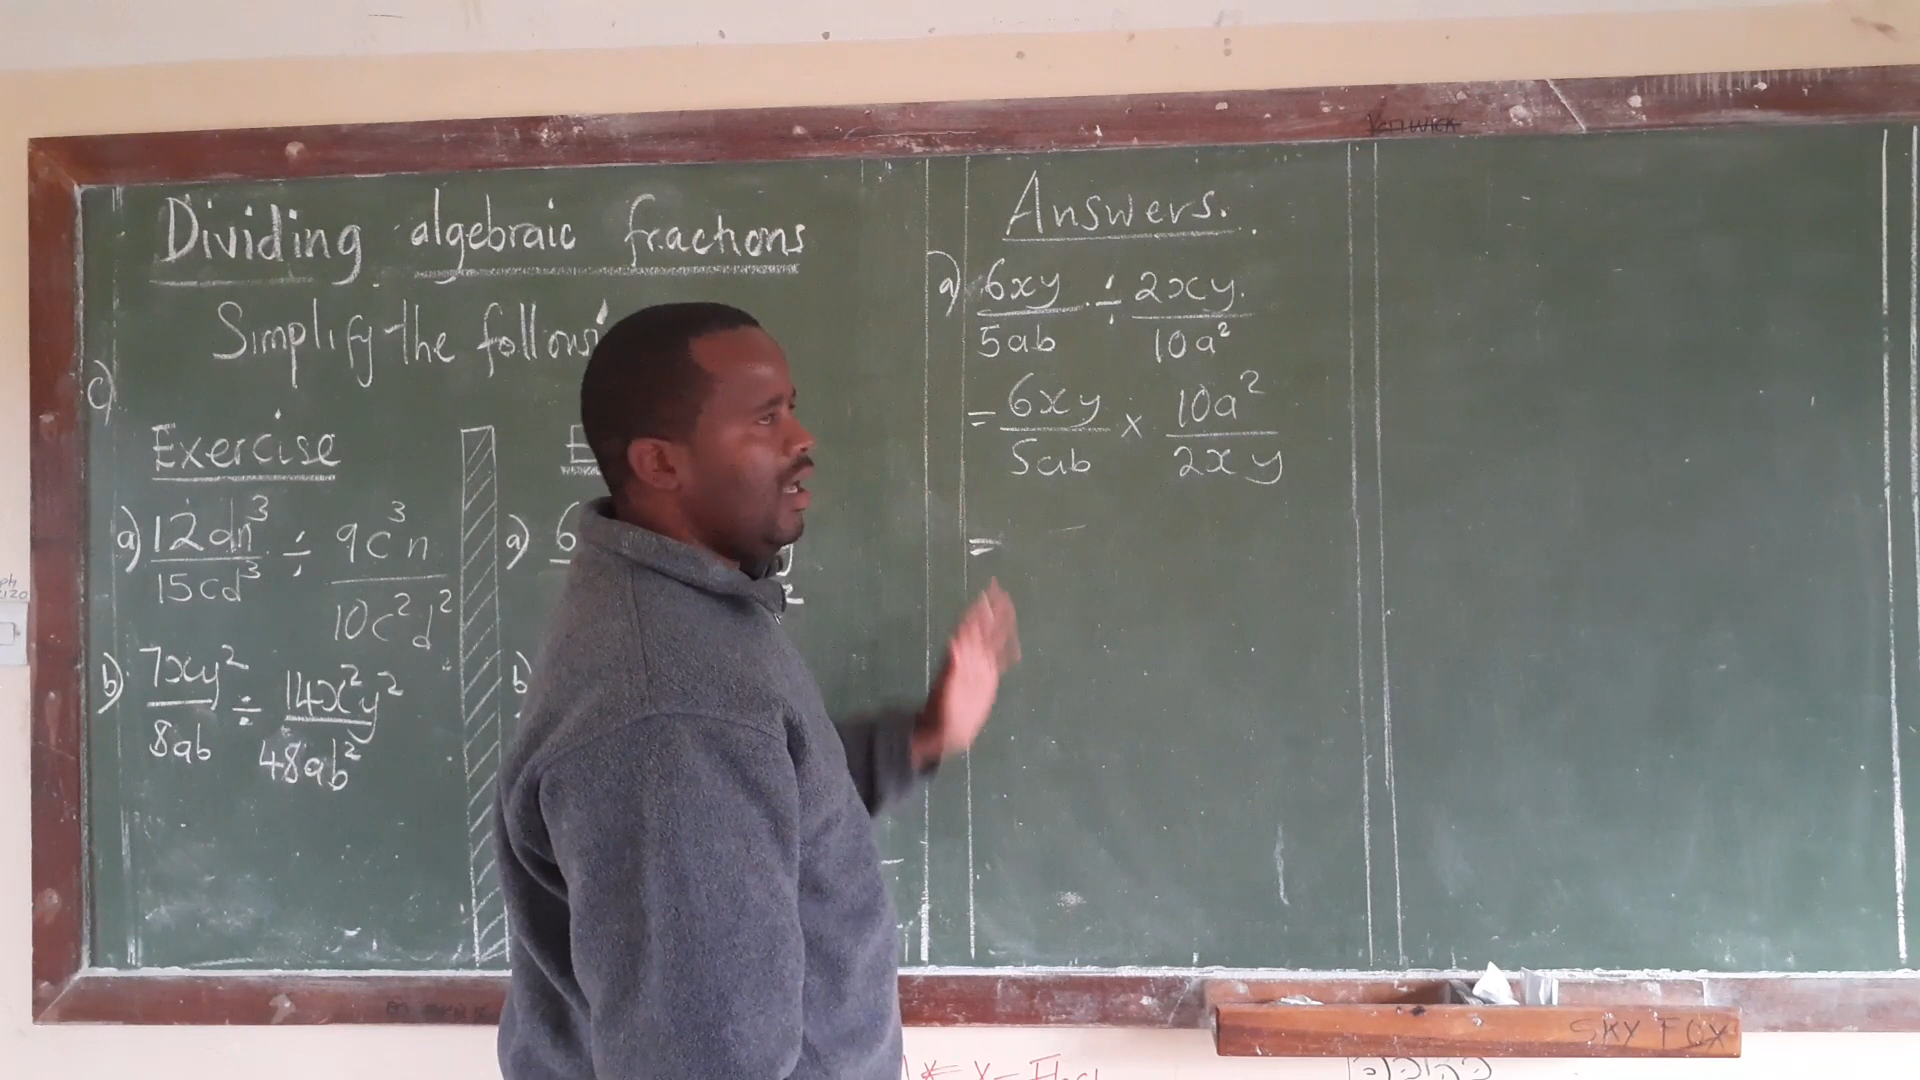 Dividing algebraic fractions
Simplify the follow
c)
Exercise
a) 12dn³/15cd³ ÷ 9c³n/10c²d²
b) 7xy²/8ab ÷ 14x²y²/48ab²
E
a) 6
b)
Answers.
a) 6xy/5ab ÷ 2xy/10a²
= 6xy/5ab × 10a²/2xy
=
SKY FOX